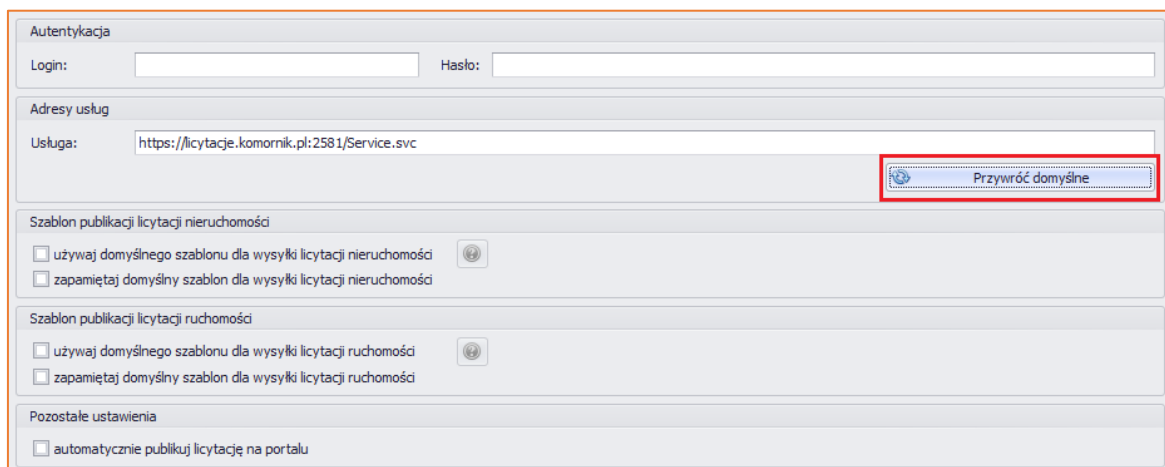 Autentykacja
Login: Hasło:
Adresy usług
Usługa: https://licytacje.komornik.pl:2581/Service.svc
Przywróć domyślne
Szablon publikacji licytacji nieruchomości
używaj domyślnego szablonu dla wysyłki licytacji nieruchomości
zapamiętaj domyślny szablon dla wysyłki licytacji nieruchomości
Szablon publikacji licytacji ruchomości
używaj domyślnego szablonu dla wysyłki licytacji ruchomości
zapamiętaj domyślny szablon dla wysyłki licytacji ruchomości
Pozostałe ustawienia
automatycznie publikuj licytację na portalu